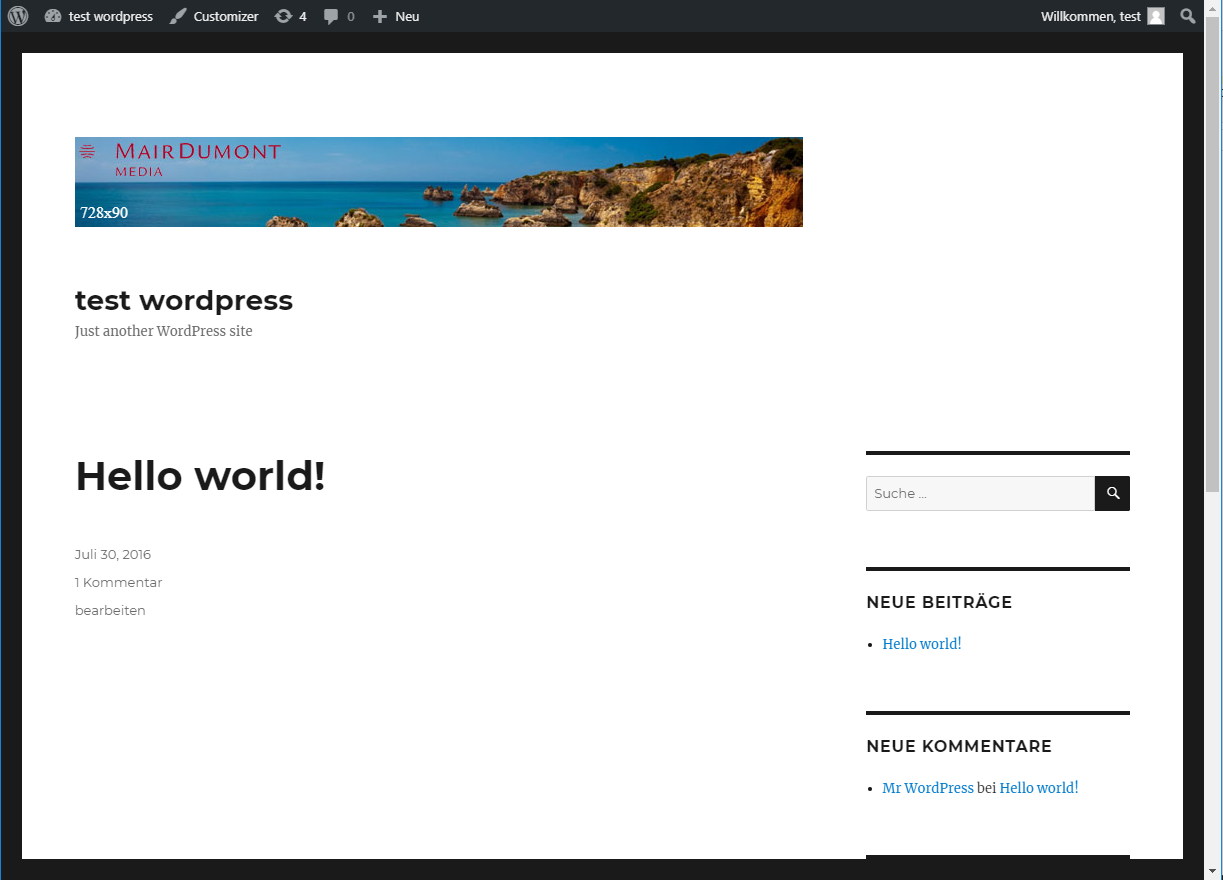 test wordpress Customizer 4 0 Neu Willkommen, test
MAIRDUMONT
MEDIA
728x90
test wordpress
Just another WordPress site
Hello world!
Juli 30, 2016
1 Kommentar
bearbeiten
Suche …
NEUE BEITRÄGE
Hello world!
NEUE KOMMENTARE
Mr WordPress bei Hello world!